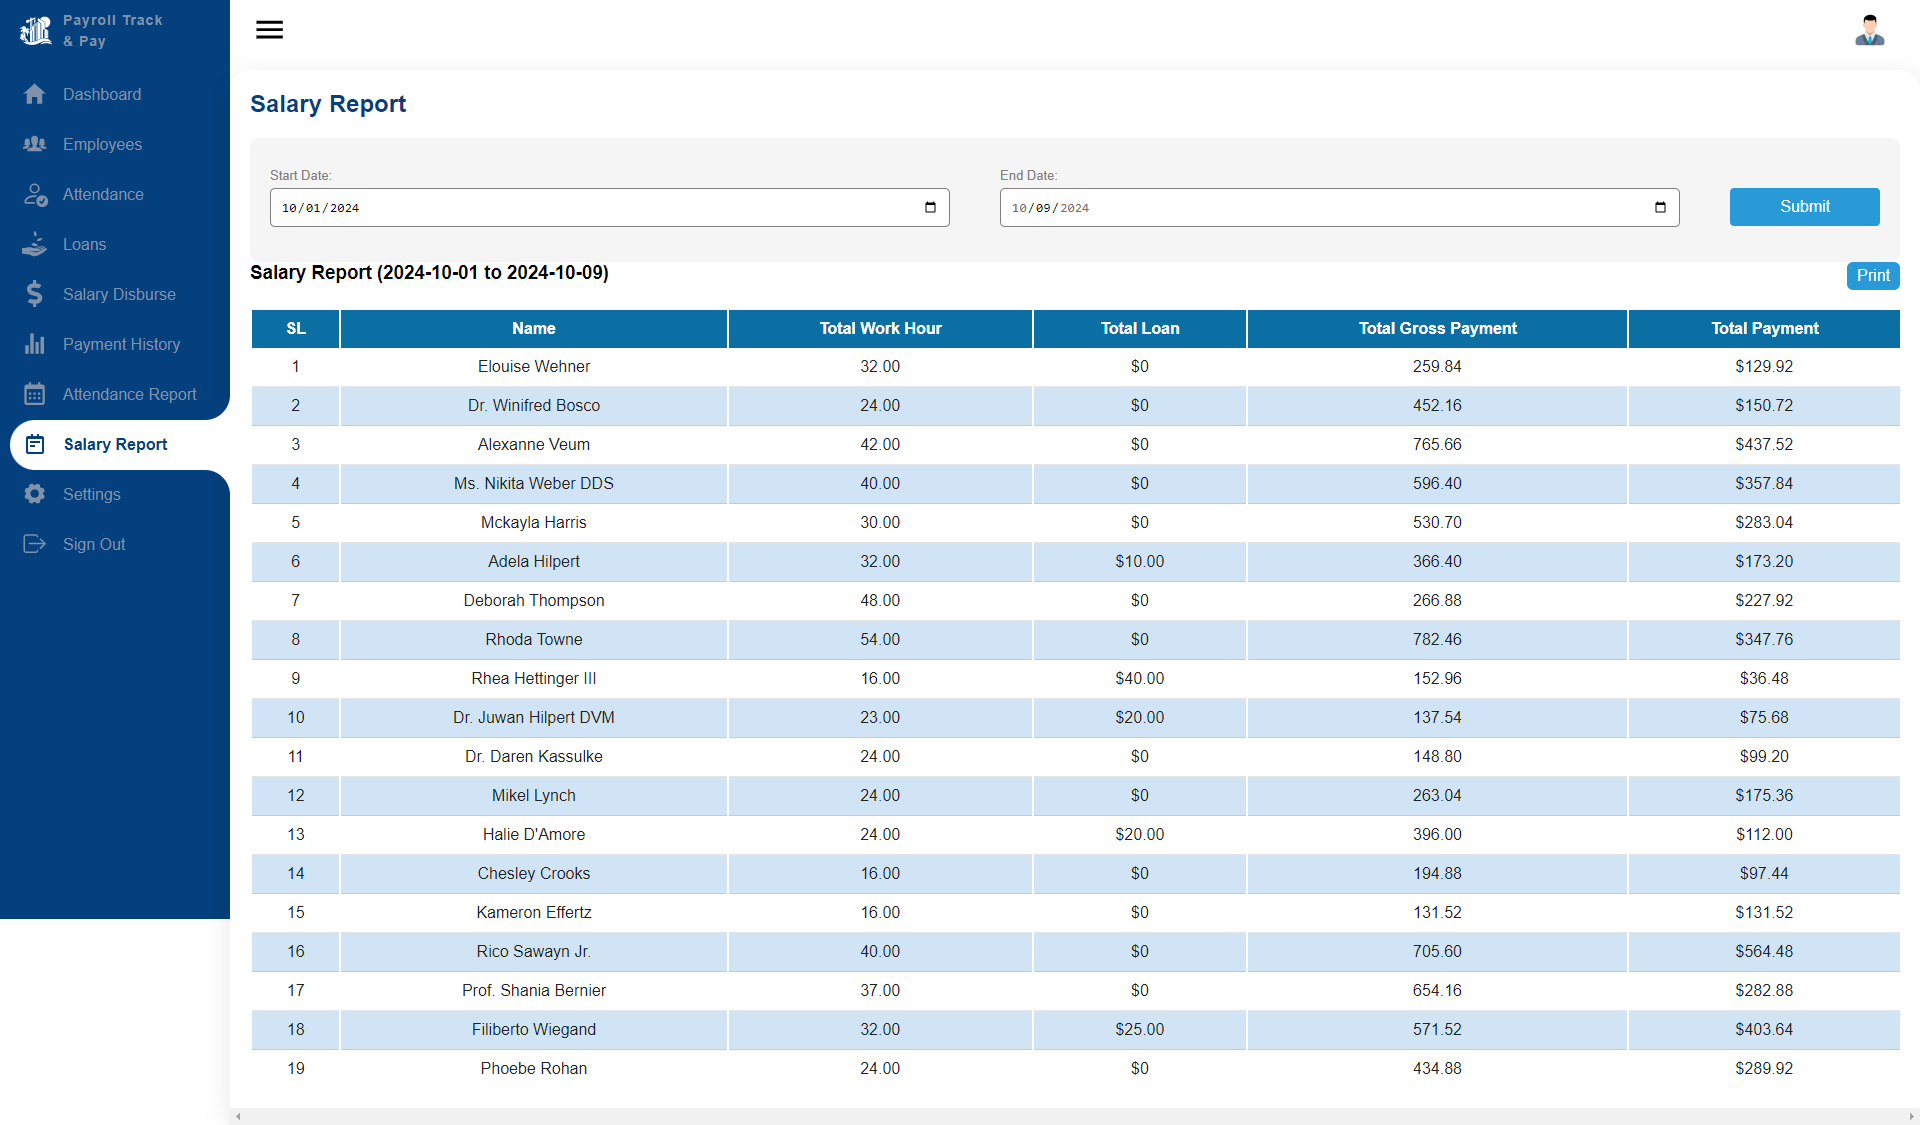 Payroll Track
& Pay
Dashboard
Employees
Attendance
Loans
Salary Disburse
Payment History
Attendance Report
Salary Report
Settings
Sign Out
Salary Report
Start Date:
10/01/2024
End Date:
10/09/2024
Submit
Salary Report (2024-10-01 to 2024-10-09)
Print
SL Name Total Work Hour Total Loan Total Gross Payment Total Payment
1 Elouise Wehner 32.00 $0 259.84 $129.92
2 Dr. Winifred Bosco 24.00 $0 452.16 $150.72
3 Alexanne Veum 42.00 $0 765.66 $437.52
4 Ms. Nikita Weber DDS 40.00 $0 596.40 $357.84
5 Mckayla Harris 30.00 $0 530.70 $283.04
6 Adela Hilpert 32.00 $10.00 366.40 $173.20
7 Deborah Thompson 48.00 $0 266.88 $227.92
8 Rhoda Towne 54.00 $0 782.46 $347.76
9 Rhea Hettinger III 16.00 $40.00 152.96 $36.48
10 Dr. Juwan Hilpert DVM 23.00 $20.00 137.54 $75.68
11 Dr. Daren Kassulke 24.00 $0 148.80 $99.20
12 Mikel Lynch 24.00 $0 263.04 $175.36
13 Halie D'Amore 24.00 $20.00 396.00 $112.00
14 Chesley Crooks 16.00 $0 194.88 $97.44
15 Kameron Effertz 16.00 $0 131.52 $131.52
16 Rico Sawayn Jr. 40.00 $0 705.60 $564.48
17 Prof. Shania Bernier 37.00 $0 654.16 $282.88
18 Filiberto Wiegand 32.00 $25.00 571.52 $403.64
19 Phoebe Rohan 24.00 $0 434.88 $289.92